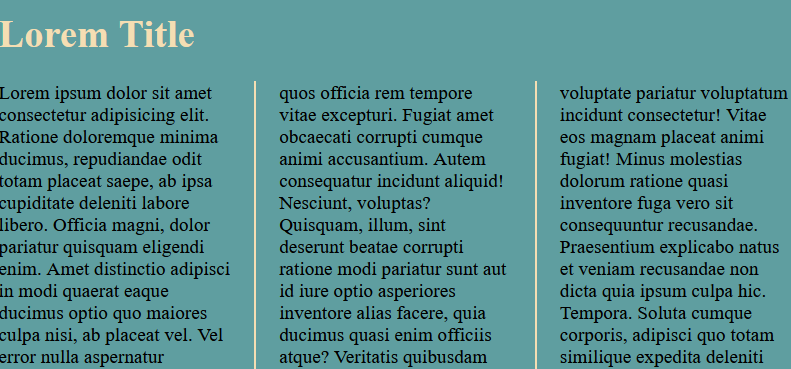 Lorem Title
Lorem ipsum dolor sit amet
consectetur adipisicing elit.
Ratione doloremque minima
ducimus, repudiandae odit
totam placeat saepe, ab ipsa
cupiditate deleniti labore
libero. Officia magni, dolor
pariatur quisquam eligendi
enim. Amet distinctio adipisci
in modi quaerat eaque
ducimus optio quo maiores
culpa nisi, ab placeat vel. Vel
error nulla aspernatur
quos officia rem tempore
vitae excepturi. Fugiat amet
obcaecati corrupti cumque
animi accusantium. Autem
consequatur incidunt aliquid!
Nesciunt, voluptas?
Quisquam, illum, sint
deserunt beatae corrupti
ratione modi pariatur sunt aut
id iure optio asperiores
inventore alias facere, quia
ducimus quasi enim officiis
atque? Veritatis quibusdam
voluptate pariatur voluptatum
incidunt consectetur! Vitae
eos magnam placeat animi
fugiat! Minus molestias
dolorum ratione quasi
inventore fuga vero sit
consequuntur recusandae.
Praesentium explicabo natus
et veniam recusandae non
dicta quia ipsum culpa hic.
Tempora. Soluta cumque
corporis, adipisci quo totam
similique expedita deleniti